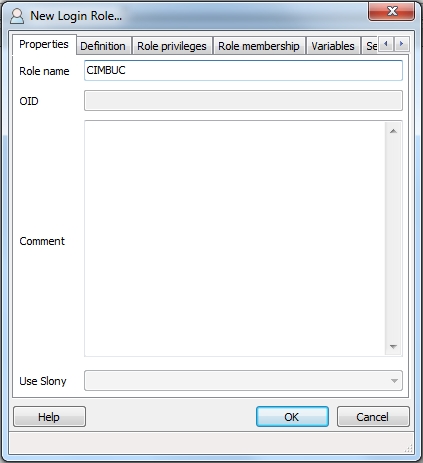 New Login Role...
Properties Definition Role privileges Role membership Variables Se
Role name CIMBUC
OID
Comment
Use Slony
Help OK Cancel